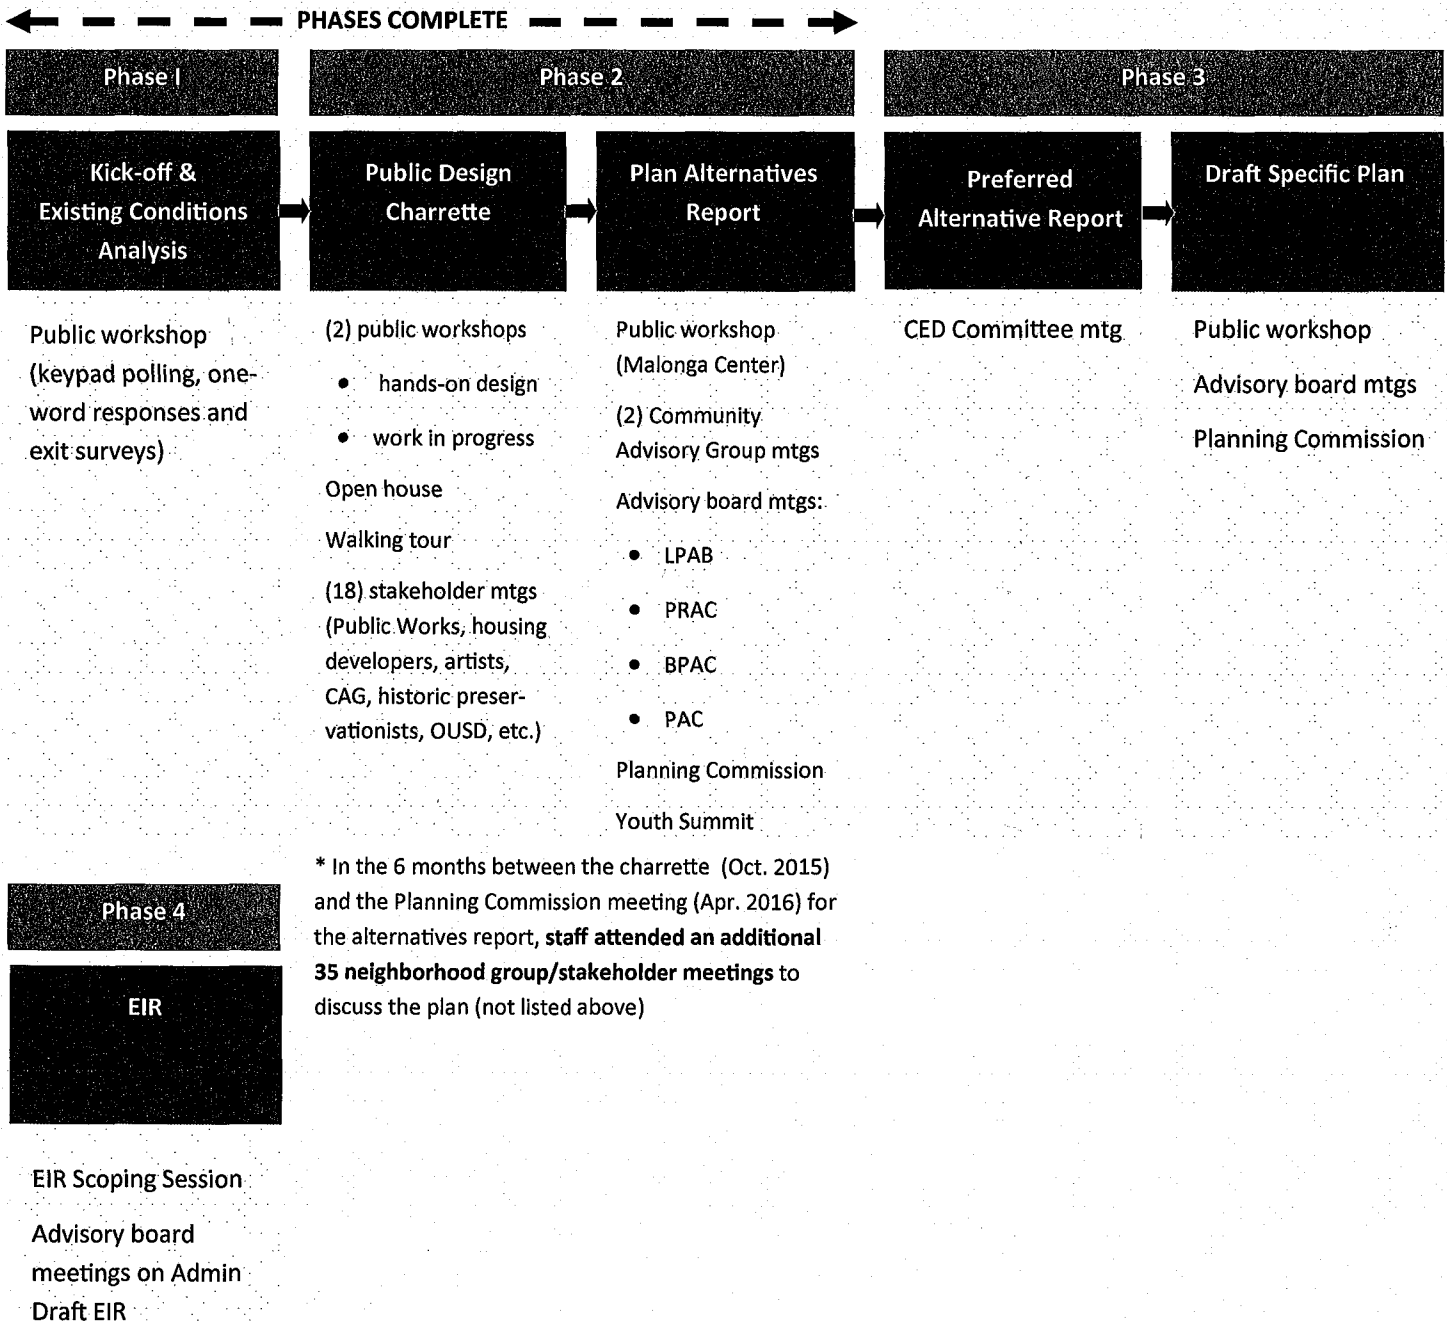 PHASES COMPLETE
Phase I
Phase 2
Phase 3
Kick-off &
Existing Conditions
Analysis
Public Design
Charrette
Plan Alternatives
Report
Preferred
Alternative Report
Draft Specific Plan
Public workshop
(keypad polling, one-
word responses and
exit surveys)
(2) public workshops
• hands-on design
• work in progress
Open house
Walking tour
(18) stakeholder mtgs
(Public Works, housing
developers, artists,
CAG, historic preser-
vationists, OUSD, etc.)
Public workshop
(Malonga Center)
(2) Community
Advisory Group mtgs
Advisory board mtgs:
• LPAB
• PRAC
• BPAC
• PAC
Planning Commission
Youth Summit
CED Committee mtg
Public workshop
Advisory board mtgs
Planning Commission
* In the 6 months between the charrette (Oct. 2015)
and the Planning Commission meeting (Apr. 2016) for
the alternatives report, staff attended an additional
35 neighborhood group/stakeholder meetings to
discuss the plan (not listed above)
Phase 4
EIR
EIR Scoping Session
Advisory board
meetings on Admin
Draft EIR